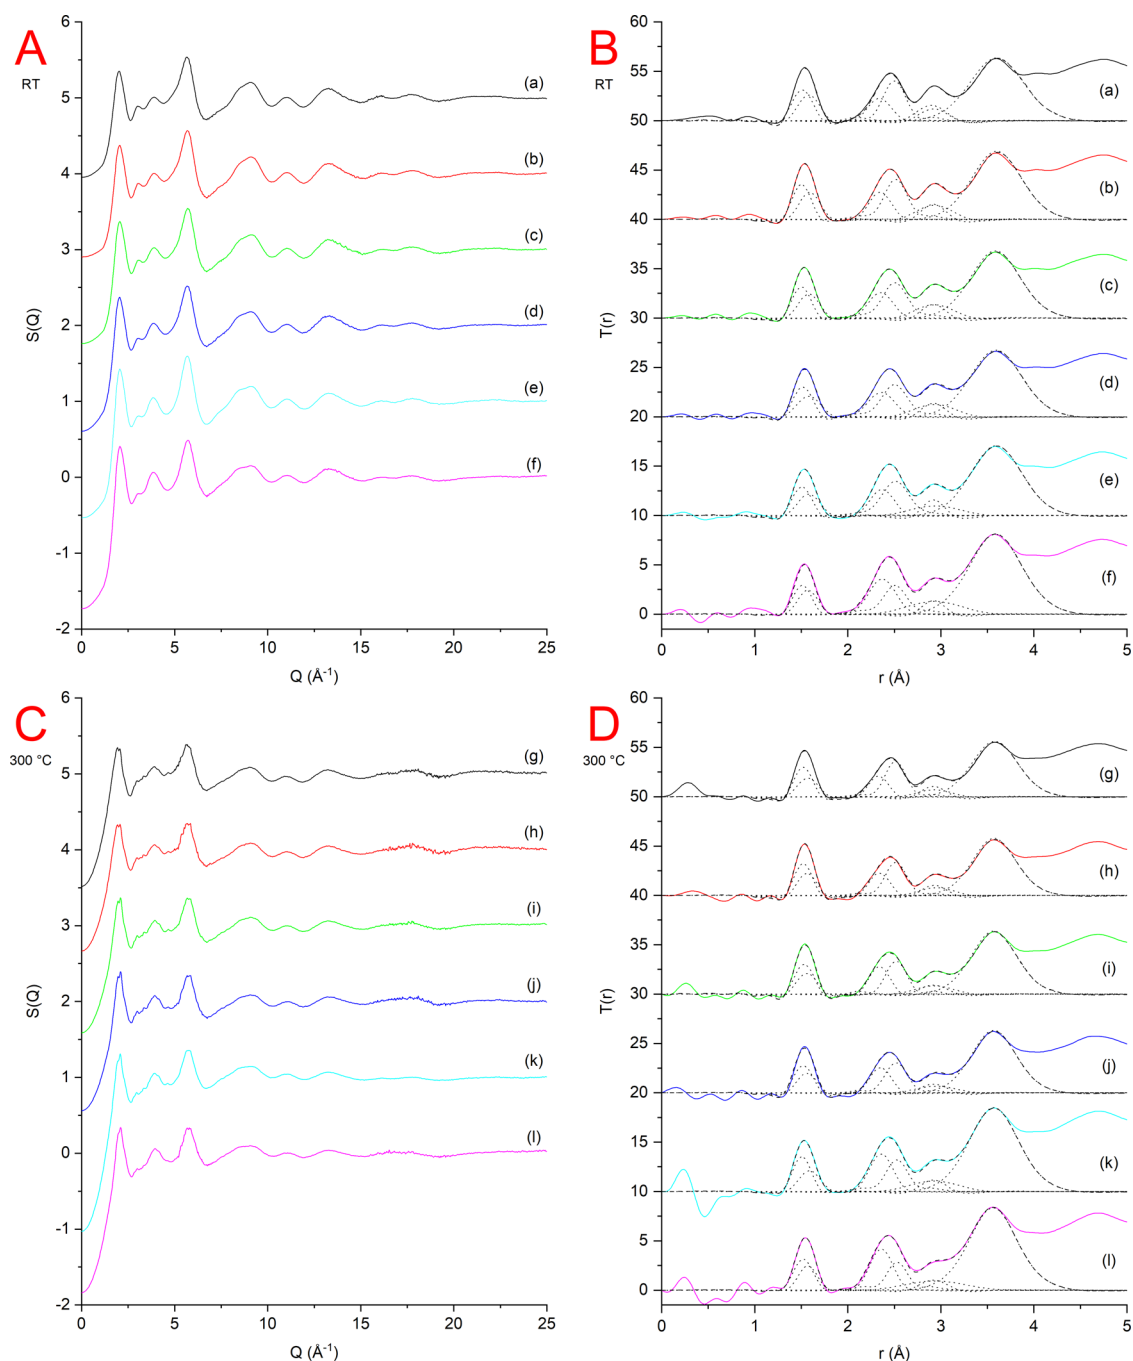 A
RT
6
5
4
3
2
1
0
-1
-2
S(Q)
(a)
(b)
(c)
(d)
(e)
(f)
0
5
10
15
20
25
Q (Å-1)
B
RT
60
55
50
45
40
35
30
25
20
15
10
5
0
T(r)
(a)
(b)
(c)
(d)
(e)
(f)
0
1
2
3
4
5
r (Å)
C
300 °C
6
5
4
3
2
1
0
-1
-2
S(Q)
(g)
(h)
(i)
(j)
(k)
(l)
0
5
10
15
20
25
Q (Å-1)
D
300 °C
60
55
50
45
40
35
30
25
20
15
10
5
0
T(r)
(g)
(h)
(i)
(j)
(k)
(l)
0
1
2
3
4
5
r (Å)